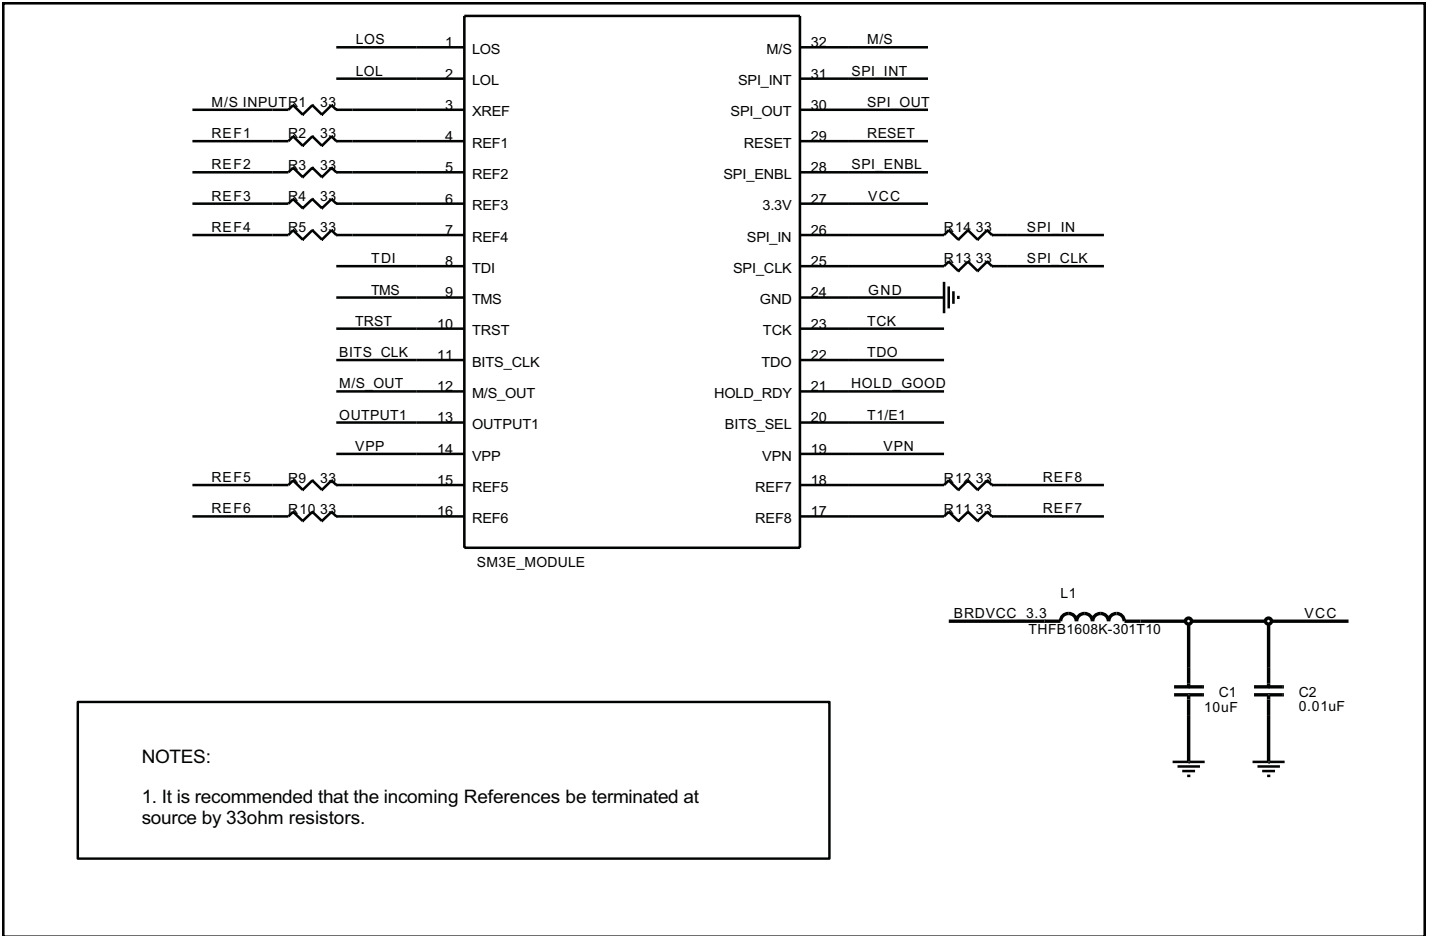 LOS 1 LOS M/S 32 M/S
LOL 2 LOL SPI_INT 31 SPI_INT
M/S INPUT R1 33 3 XREF SPI_OUT 30 SPI_OUT
REF1 R2 33 4 REF1 RESET 29 RESET
REF2 R3 33 5 REF2 SPI_ENBL 28 SPI_ENBL
REF3 R4 33 6 REF3 3.3V 27 VCC
REF4 R5 33 7 REF4 SPI_IN 26 R14 33 SPI_IN
TDI 8 TDI SPI_CLK 25 R13 33 SPI_CLK
TMS 9 TMS GND 24 GND
TRST 10 TRST TCK 23 TCK
BITS_CLK 11 BITS_CLK TDO 22 TDO
M/S_OUT 12 M/S_OUT HOLD_RDY 21 HOLD_GOOD
OUTPUT1 13 OUTPUT1 BITS_SEL 20 T1/E1
VPP 14 VPP VPN 19 VPN
REF5 R9 33 15 REF5 REF7 18 R12 33 REF8
REF6 R10 33 16 REF6 REF8 17 R11 33 REF7
SM3E_MODULE
L1
BRDVCC_3.3 VCC
THFB1608K-301T10
C1 C2
10uF 0.01uF
NOTES:
1. It is recommended that the incoming References be terminated at
source by 33ohm resistors.